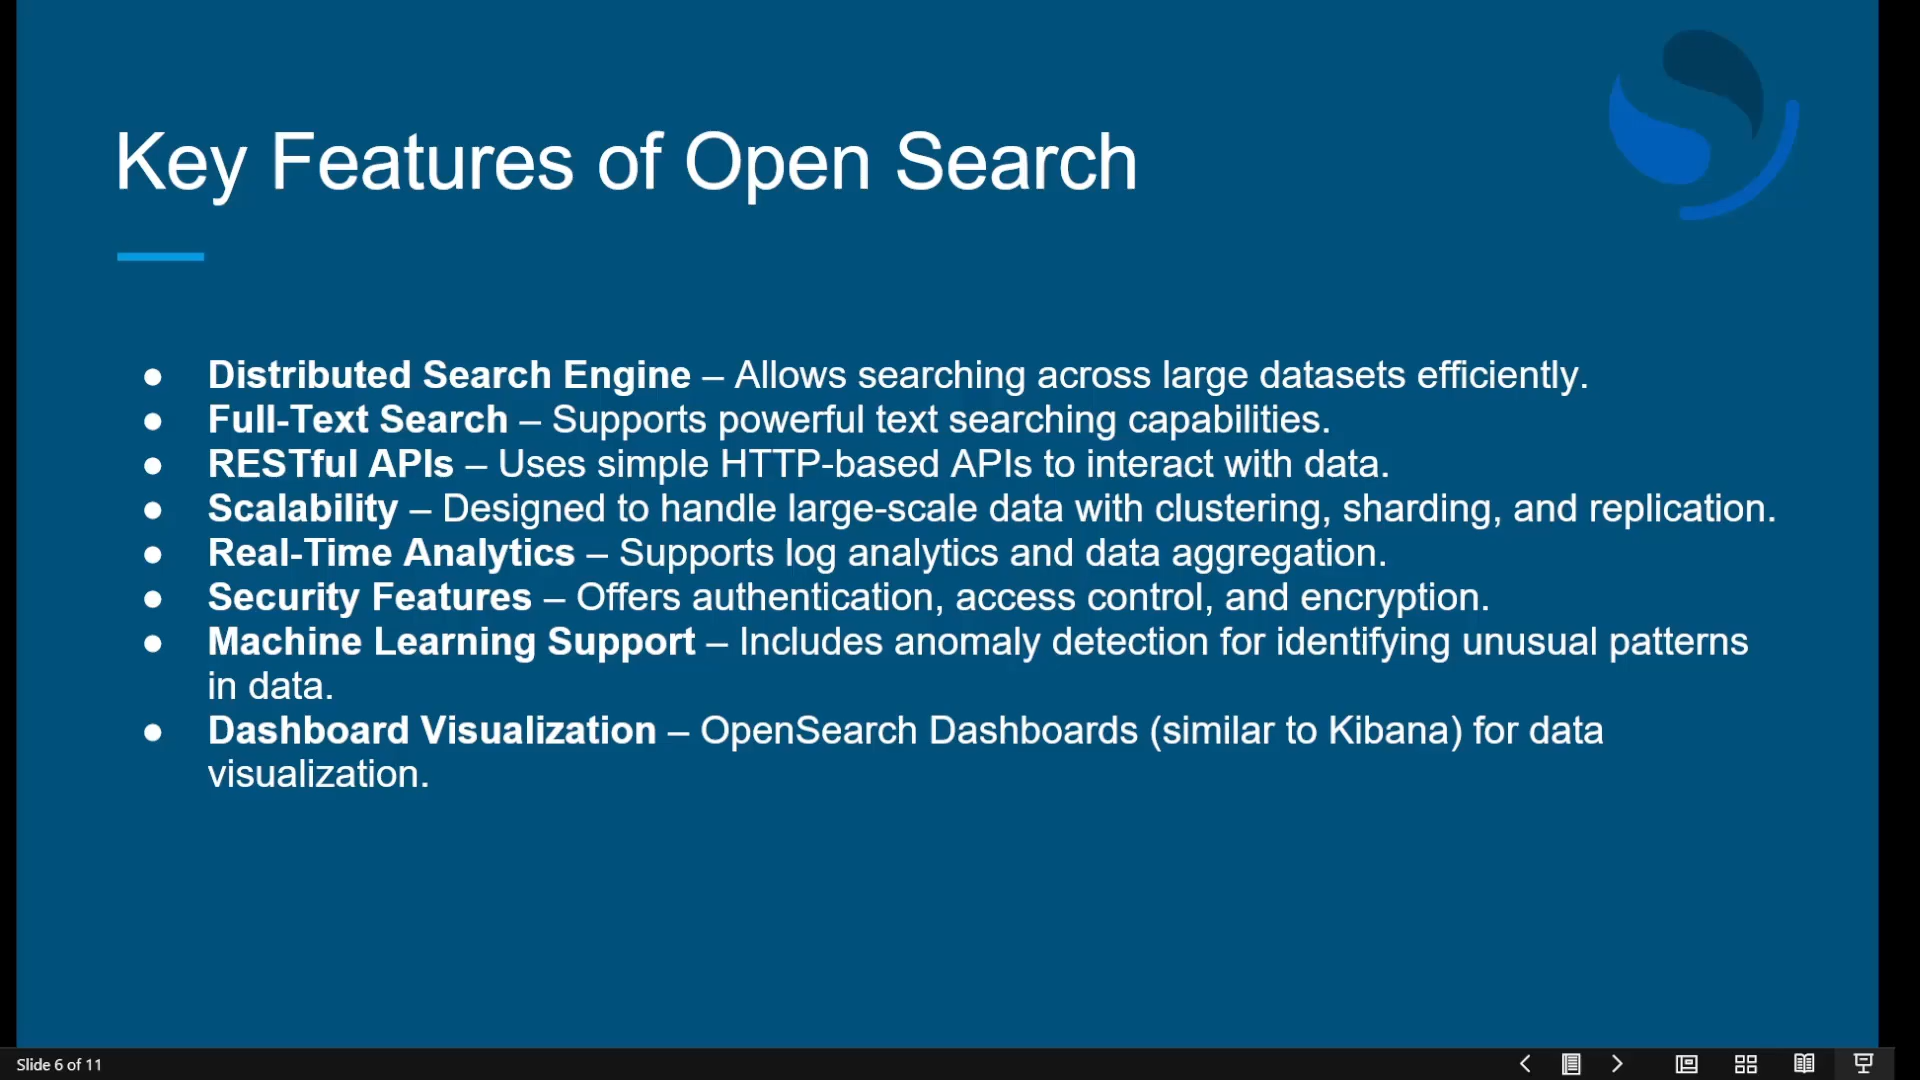 Key Features of Open Search
● Distributed Search Engine – Allows searching across large datasets efficiently.
● Full-Text Search – Supports powerful text searching capabilities.
● RESTful APIs – Uses simple HTTP-based APIs to interact with data.
● Scalability – Designed to handle large-scale data with clustering, sharding, and replication.
● Real-Time Analytics – Supports log analytics and data aggregation.
● Security Features – Offers authentication, access control, and encryption.
● Machine Learning Support – Includes anomaly detection for identifying unusual patterns
in data.
● Dashboard Visualization – OpenSearch Dashboards (similar to Kibana) for data
visualization.
Slide 6 of 11